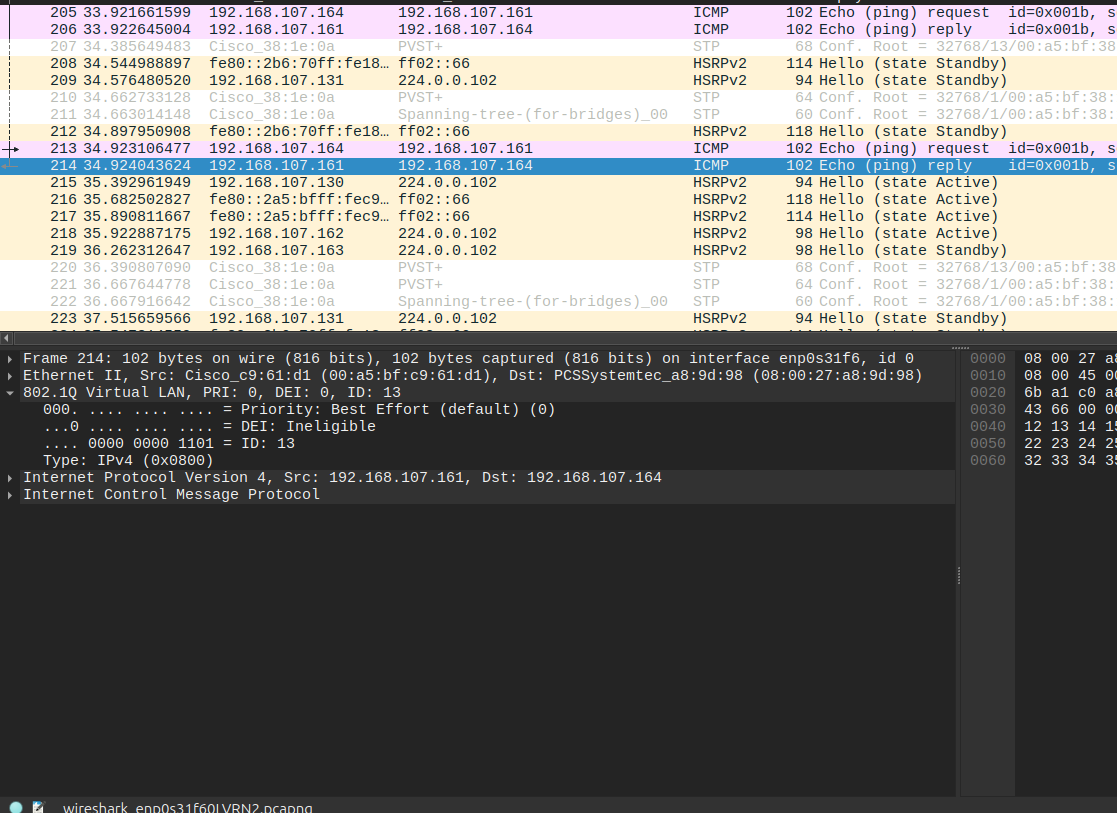 205 33.921661599 192.168.107.164 192.168.107.161 ICMP 102 Echo (ping) request id=0x001b, s
206 33.922645004 192.168.107.161 192.168.107.164 ICMP 102 Echo (ping) reply id=0x001b, s
207 34.385649483 Cisco_38:1e:0a PVST+ STP 68 Conf. Root = 32768/13/00:a5:bf:38
208 34.544988897 fe80::2b6:70ff:fe18… ff02::66 HSRPv2 114 Hello (state Standby)
209 34.576480520 192.168.107.131 224.0.0.102 HSRPv2 94 Hello (state Standby)
210 34.662733128 Cisco_38:1e:0a PVST+ STP 64 Conf. Root = 32768/1/00:a5:bf:38:
211 34.663014148 Cisco_38:1e:0a Spanning-tree-(for-bridges)_00 STP 60 Conf. Root = 32768/1/00:a5:bf:38:
212 34.897950908 fe80::2b6:70ff:fe18… ff02::66 HSRPv2 118 Hello (state Standby)
213 34.923106477 192.168.107.164 192.168.107.161 ICMP 102 Echo (ping) request id=0x001b, s
214 34.924043624 192.168.107.161 192.168.107.164 ICMP 102 Echo (ping) reply id=0x001b, s
215 35.392961949 192.168.107.130 224.0.0.102 HSRPv2 94 Hello (state Active)
216 35.682502827 fe80::2a5:bfff:fec9… ff02::66 HSRPv2 118 Hello (state Active)
217 35.890811667 fe80::2a5:bfff:fec9… ff02::66 HSRPv2 114 Hello (state Active)
218 35.922887175 192.168.107.162 224.0.0.102 HSRPv2 98 Hello (state Active)
219 36.262312647 192.168.107.163 224.0.0.102 HSRPv2 98 Hello (state Standby)
220 36.390807090 Cisco_38:1e:0a PVST+ STP 68 Conf. Root = 32768/13/00:a5:bf:38
221 36.667644778 Cisco_38:1e:0a PVST+ STP 64 Conf. Root = 32768/1/00:a5:bf:38:
222 36.667916642 Cisco_38:1e:0a Spanning-tree-(for-bridges)_00 STP 60 Conf. Root = 32768/1/00:a5:bf:38:
223 37.515659566 192.168.107.131 224.0.0.102 HSRPv2 94 Hello (state Standby)
Frame 214: 102 bytes on wire (816 bits), 102 bytes captured (816 bits) on interface enp0s31f6, id 0
Ethernet II, Src: Cisco_c9:61:d1 (00:a5:bf:c9:61:d1), Dst: PCSSystemtec_a8:9d:98 (08:00:27:a8:9d:98)
802.1Q Virtual LAN, PRI: 0, DEI: 0, ID: 13
000. .... .... .... = Priority: Best Effort (default) (0)
...0 .... .... .... = DEI: Ineligible
.... 0000 0000 1101 = ID: 13
Type: IPv4 (0x0800)
Internet Protocol Version 4, Src: 192.168.107.161, Dst: 192.168.107.164
Internet Control Message Protocol
0000 08 00 27 a8
0010 08 00 45 00
0020 6b a1 c0 a8
0030 43 66 00 00
0040 12 13 14 15
0050 22 23 24 25
0060 32 33 34 35
wireshark_enp0s31f60LVRN2.pcapng